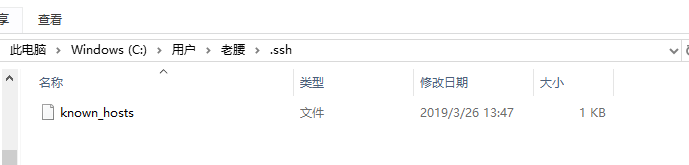 享 查看
此电脑 > Windows (C:) > 用户 > 老腰 > .ssh
名称 类型 修改日期 大小
known_hosts 文件 2019/3/26 13:47 1 KB